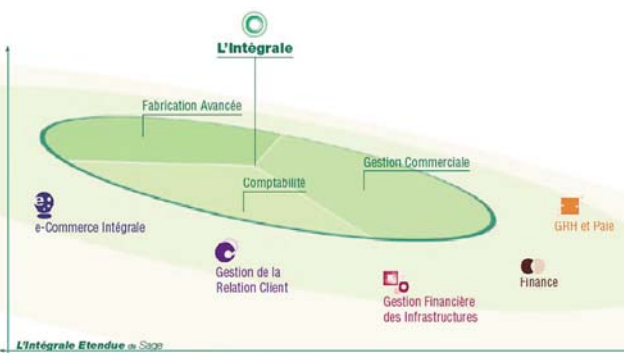 L'Intégrale
Fabrication Avancée
Gestion Commerciale
Comptabilité
e-Commerce Intégrale
GRH et Paie
Gestion de la
Relation Client
Finance
Gestion Financière
des Infrastructures
L'Intégrale Etendue de Sage